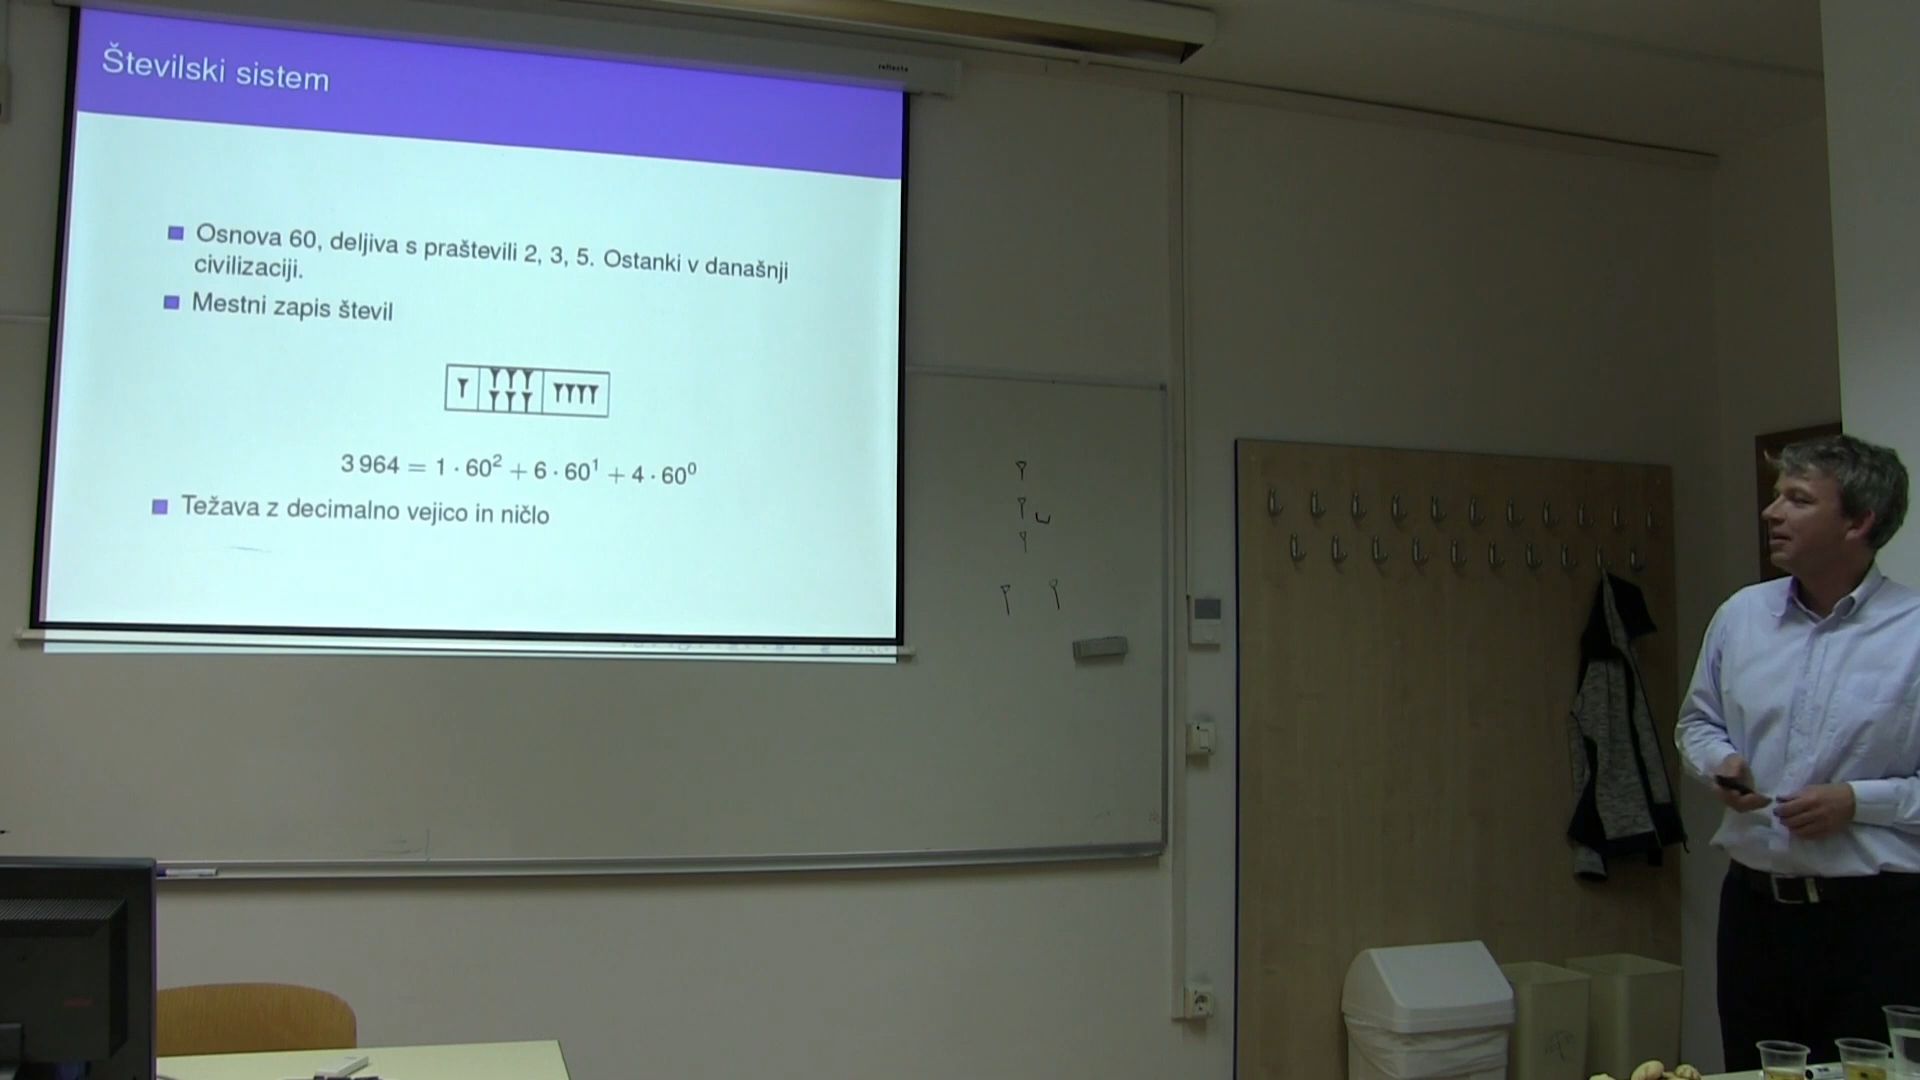 Številski sistem
reflecta
Osnova 60, deljiva s praštevili 2, 3, 5. Ostanki v današnji
civilizaciji.
Mestni zapis števil
3 964 = 1 · 60² + 6 · 60¹ + 4 · 60⁰
Težava z decimalno vejico in ničlo